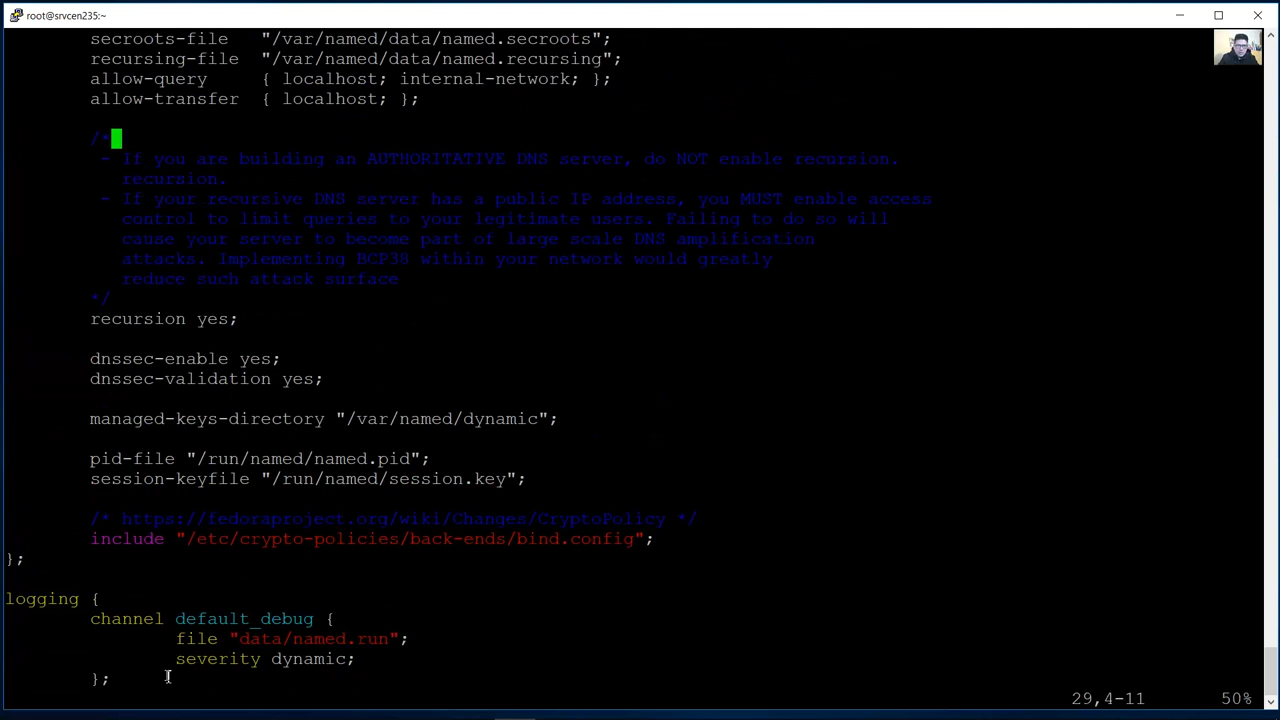 root@srvcen235:~
secroots-file "/var/named/data/named.secroots";
recursing-file "/var/named/data/named.recursing";
allow-query { localhost; internal-network; };
allow-transfer { localhost; };
/*
- If you are building an AUTHORITATIVE DNS server, do NOT enable recursion.
recursion.
- If your recursive DNS server has a public IP address, you MUST enable access
control to limit queries to your legitimate users. Failing to do so will
cause your server to become part of large scale DNS amplification
attacks. Implementing BCP38 within your network would greatly
reduce such attack surface
*/
recursion yes;
dnssec-enable yes;
dnssec-validation yes;
managed-keys-directory "/var/named/dynamic";
pid-file "/run/named/named.pid";
session-keyfile "/run/named/session.key";
/* https://fedoraproject.org/wiki/Changes/CryptoPolicy */
include "/etc/crypto-policies/back-ends/bind.config";
};
logging {
channel default_debug {
file "data/named.run";
severity dynamic;
};
29,4-11 50%